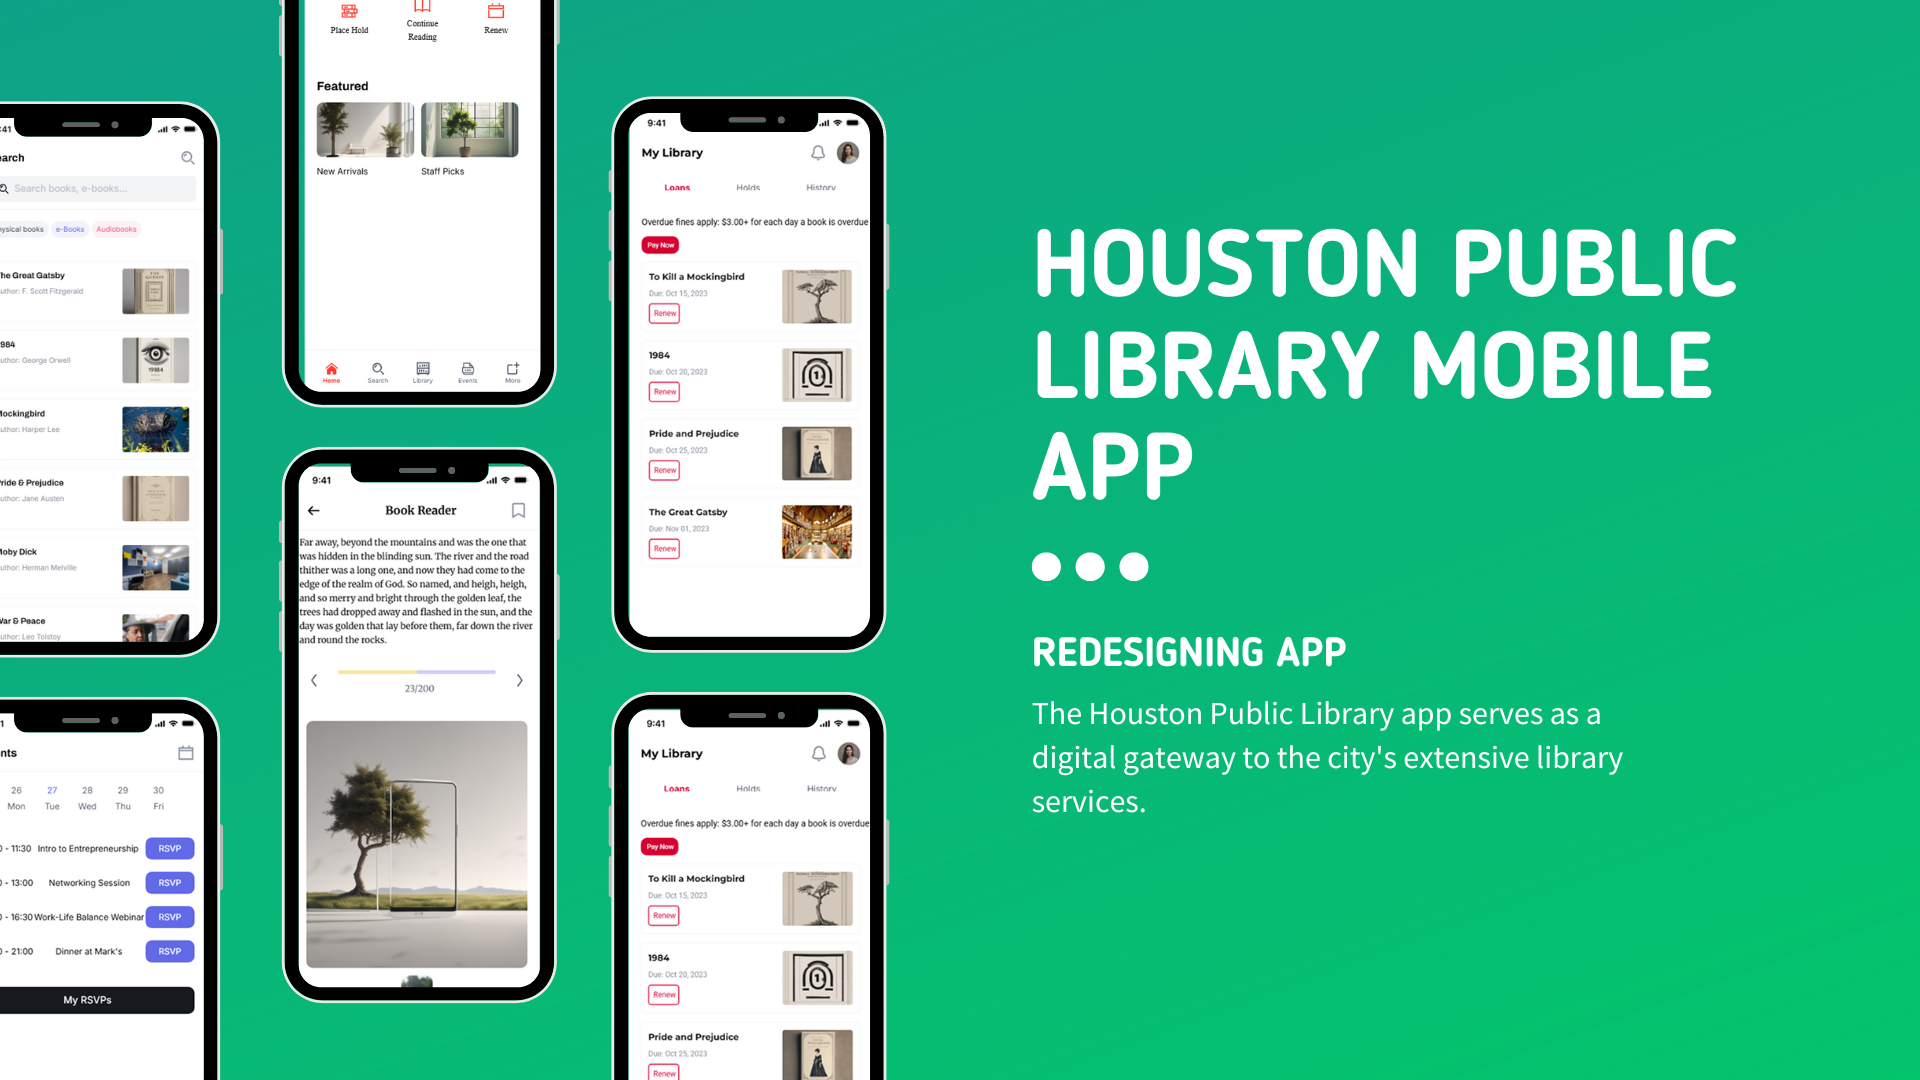 Place Hold
Continue
Reading
Renew
Featured
New Arrivals
Staff Picks
Home
Search
Library
Events
More
:41
earch
Search books, e-books...
ysical books
e-Books
Audiobooks
he Great Gatsby
uthor: F. Scott Fitzgerald
984
uthor: George Orwell
Mockingbird
uthor: Harper Lee
ride & Prejudice
uthor: Jane Austen
Moby Dick
uthor: Herman Melville
War & Peace
uthor: Leo Tolstoy
1
nts
26 27 28 29 30
Mon Tue Wed Thu Fri
0 - 11:30 Intro to Entrepreneurship RSVP
0 - 13:00 Networking Session RSVP
0 - 16:30 Work-Life Balance Webinar RSVP
0 - 21:00 Dinner at Mark's RSVP
My RSVPs
9:41
Book Reader
Far away, beyond the mountains and was the one that
was hidden in the blinding sun. The river and the road
thither was a long one, and now they had come to the
edge of the realm of God. So named, and heigh, heigh,
and so merry and bright through the golden leaf, the
trees had dropped away and flashed in the sun, and the
day was golden that lay before them, far down the river
and round the rocks.
23/200
9:41
My Library
Loans Holds History
Overdue fines apply: $3.00+ for each day a book is overdue
Pay Now
To Kill a Mockingbird
Due: Oct 15, 2023
Renew
1984
Due: Oct 20, 2023
Renew
Pride and Prejudice
Due: Oct 25, 2023
Renew
The Great Gatsby
Due: Nov 01, 2023
Renew
9:41
My Library
Loans Holds History
Overdue fines apply: $3.00+ for each day a book is overdue
Pay Now
To Kill a Mockingbird
Due: Oct 15, 2023
Renew
1984
Due: Oct 20, 2023
Renew
Pride and Prejudice
Due: Oct 25, 2023
Renew
HOUSTON PUBLIC
LIBRARY MOBILE
APP
REDESIGNING APP
The Houston Public Library app serves as a
digital gateway to the city's extensive library
services.